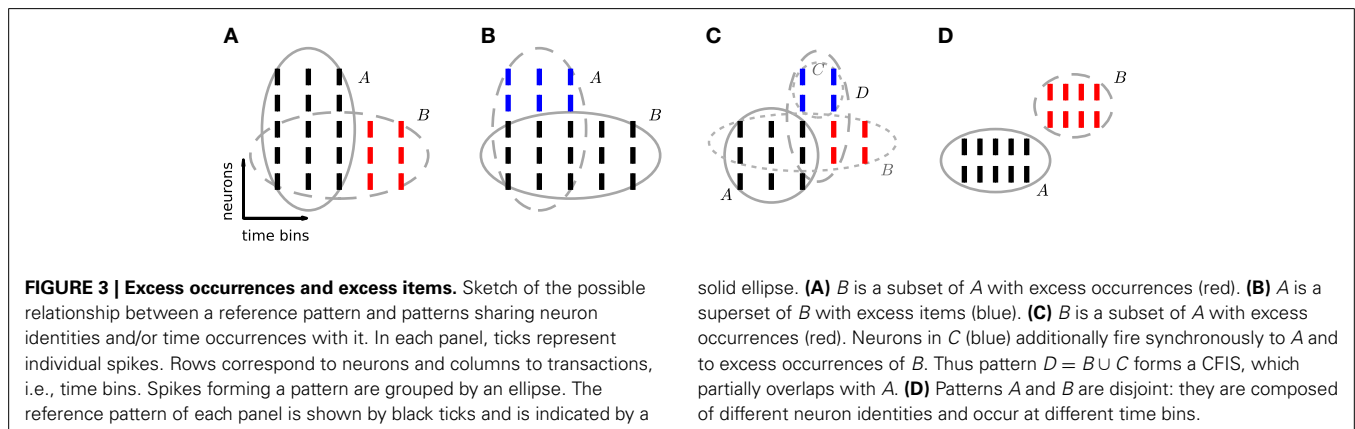 A
B
C
D
A
B
A
B
C
D
A
B
B
A
neurons
time bins
FIGURE 3 | Excess occurrences and excess items. Sketch of the possible
relationship between a reference pattern and patterns sharing neuron
identities and/or time occurrences with it. In each panel, ticks represent
individual spikes. Rows correspond to neurons and columns to transactions,
i.e., time bins. Spikes forming a pattern are grouped by an ellipse. The
reference pattern of each panel is shown by black ticks and is indicated by a
solid ellipse. (A) B is a subset of A with excess occurrences (red). (B) A is a
superset of B with excess items (blue). (C) B is a subset of A with excess
occurrences (red). Neurons in C (blue) additionally fire synchronously to A and
to excess occurrences of B. Thus pattern D = B ∪ C forms a CFIS, which
partially overlaps with A. (D) Patterns A and B are disjoint: they are composed
of different neuron identities and occur at different time bins.